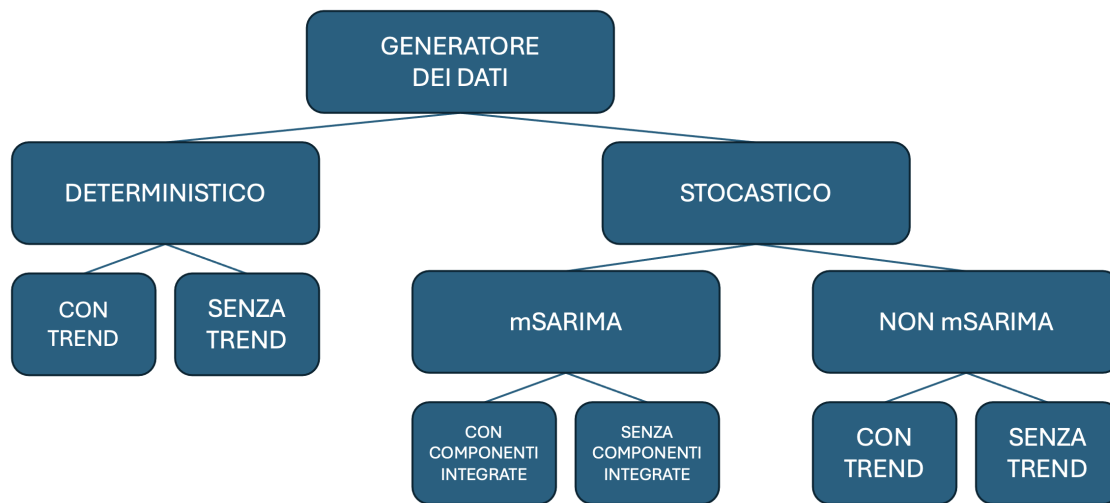 GENERATORE
DEI DATI
DETERMINISTICO
STOCASTICO
CON
TREND
SENZA
TREND
mSARIMA
NON mSARIMA
CON
COMPONENTI
INTEGRATE
SENZA
COMPONENTI
INTEGRATE
CON
TREND
SENZA
TREND